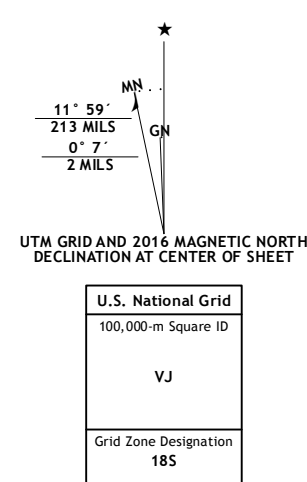 MN
11° 59´
213 MILS
GN
0° 7´
2 MILS
UTM GRID AND 2016 MAGNETIC NORTH
DECLINATION AT CENTER OF SHEET
U.S. National Grid
100,000-m Square ID
VJ
Grid Zone Designation
18S